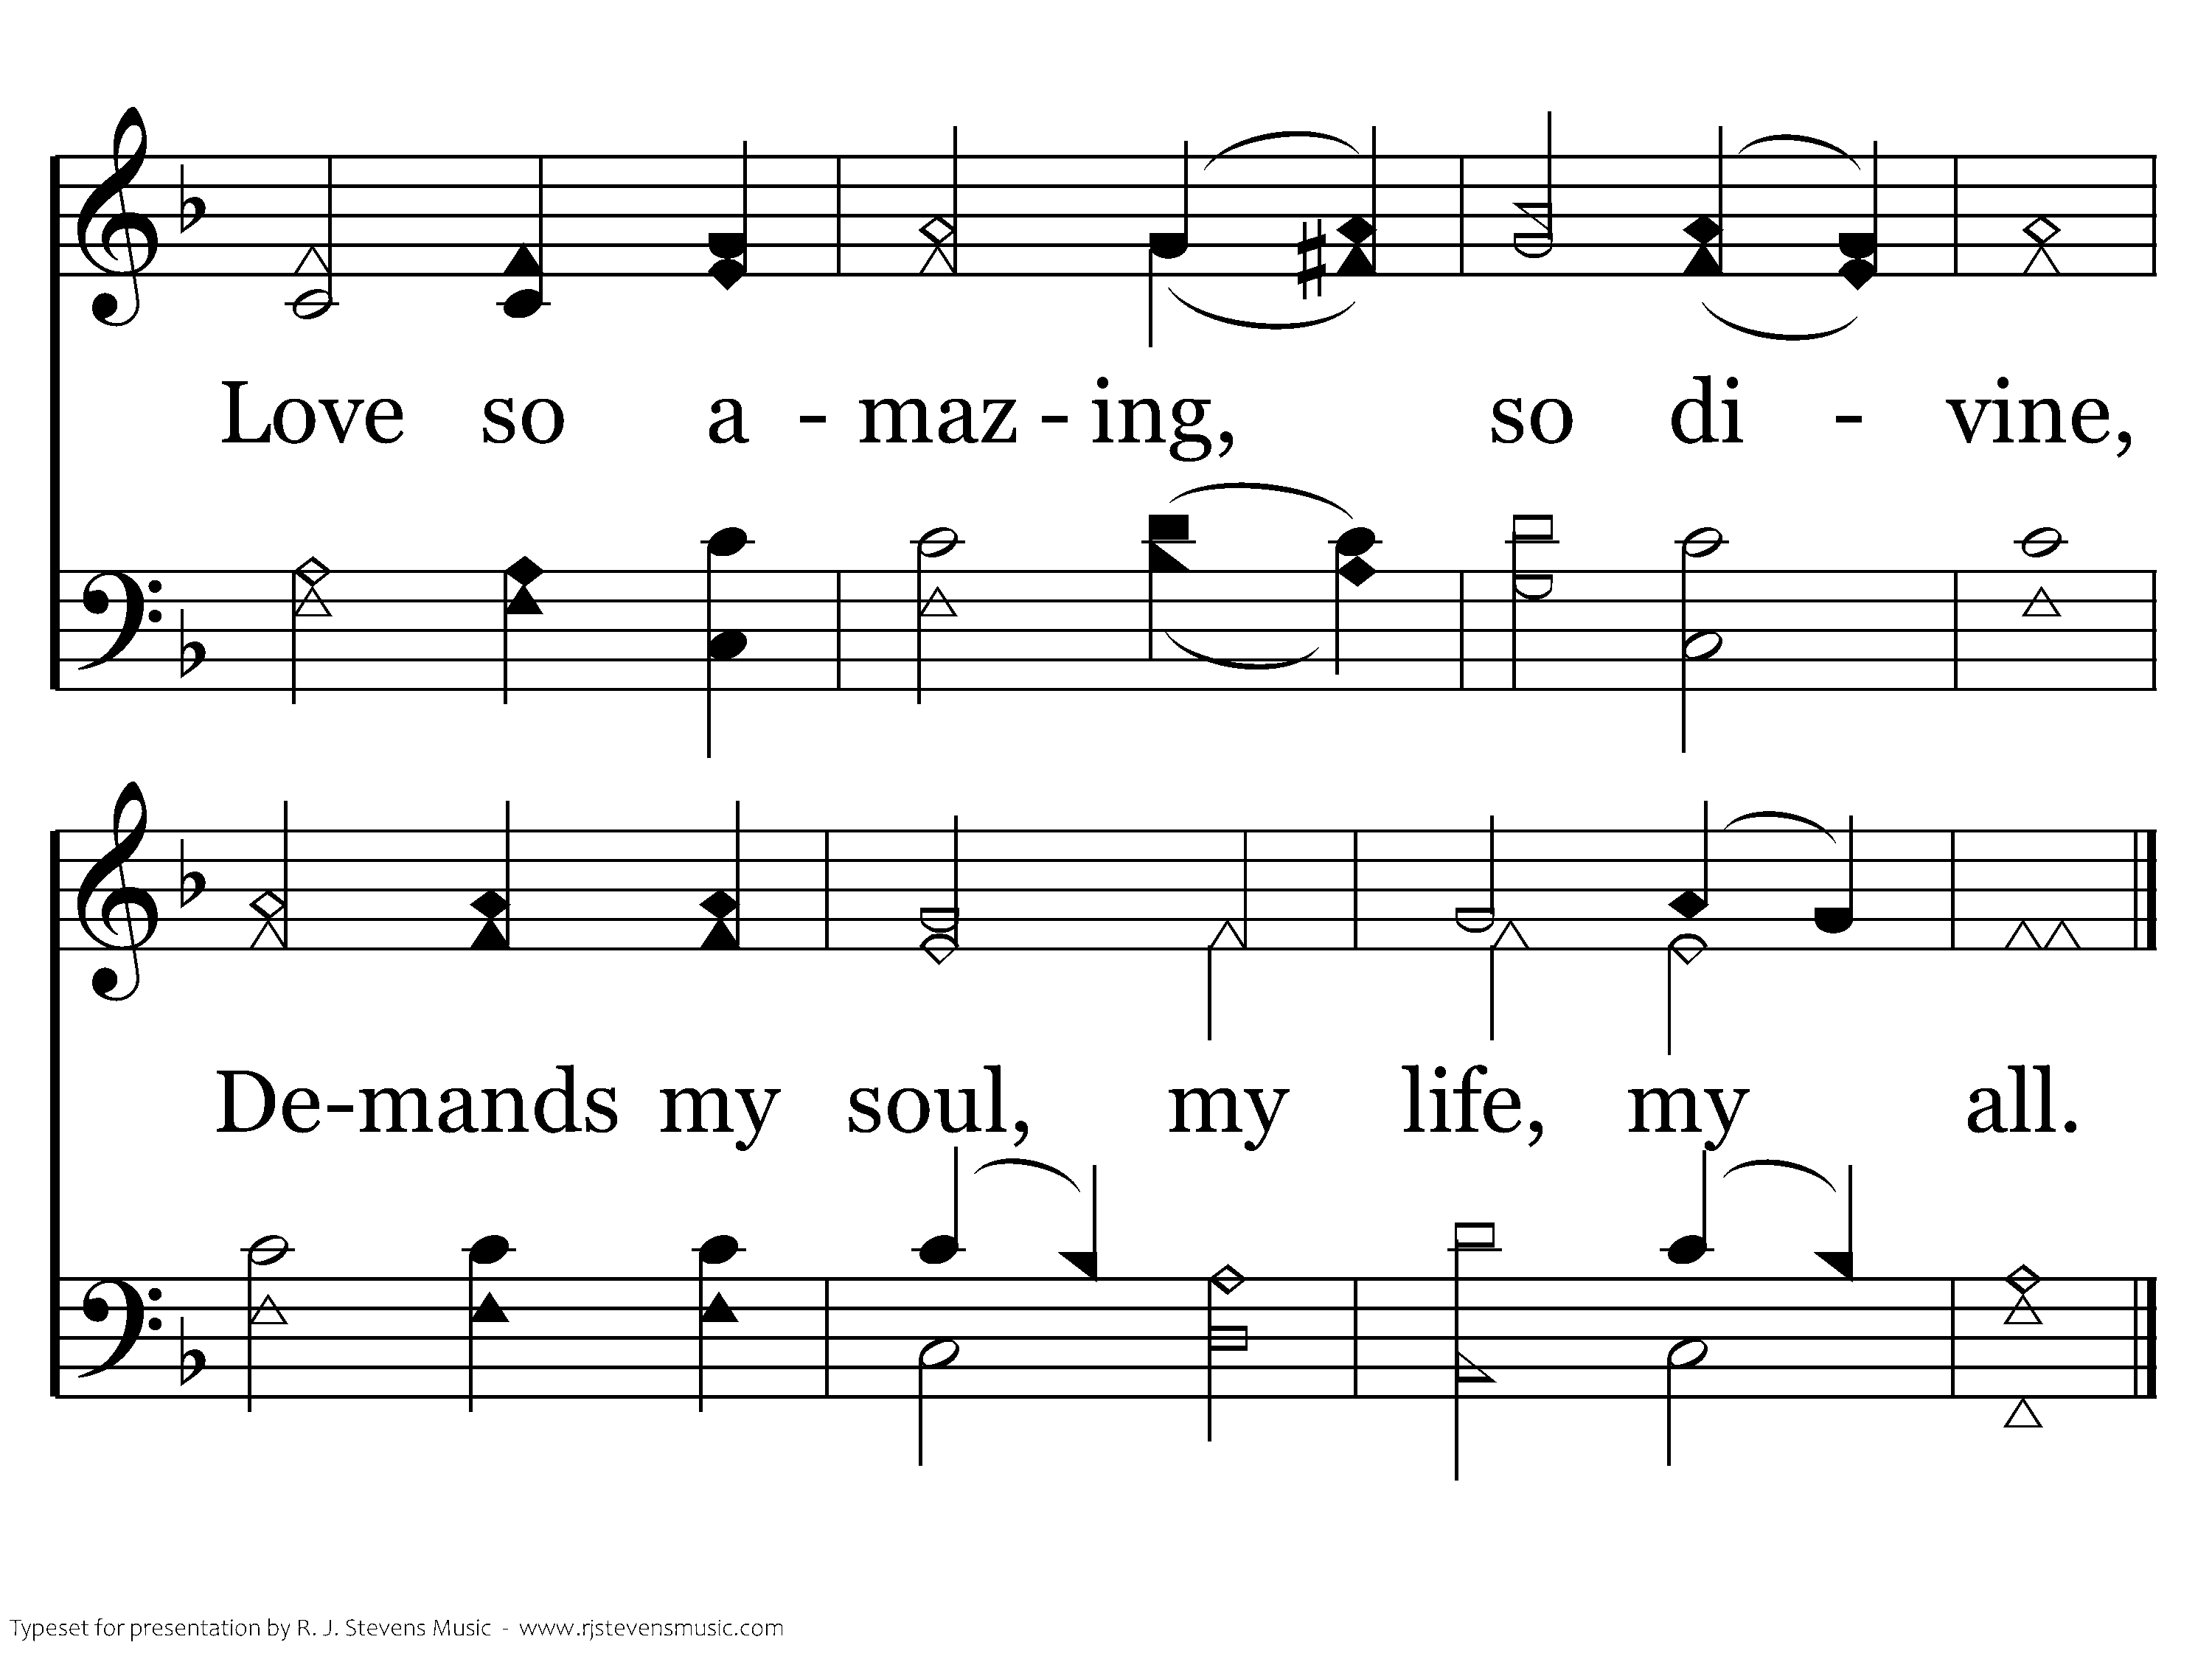 Love so a - maz - ing, so di - vine,
De-mands my soul, my life, my all.
Typeset for presentation by R. J. Stevens Music - www.rjstevensmusic.com